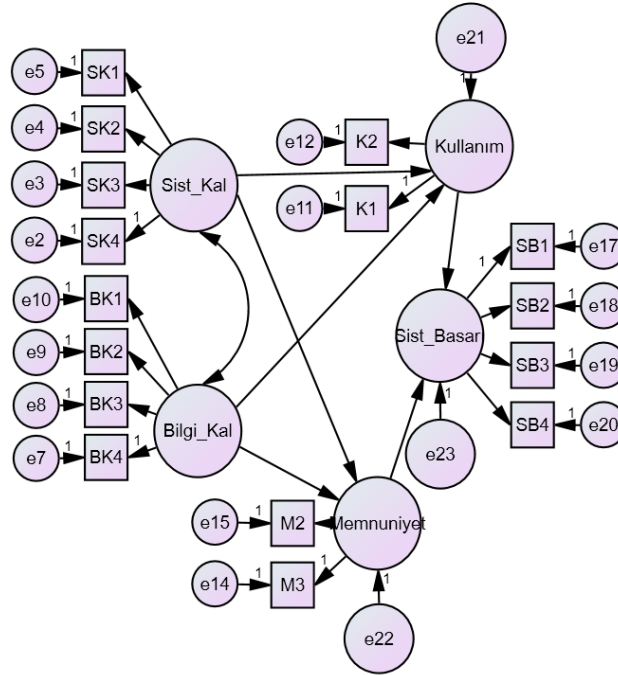 e21
1
e5
1
SK1
e4
1
SK2
e12
1
K2
Kullanım
e3
1
SK3
Sist_Kal
1
e11
1
K1
e2
1
SK4
1
SB1
1
e17
1
e10
1
BK1
SB2
1
e18
e9
1
BK2
Sist_Basar
SB3
1
e19
e8
1
BK3
Bilgi_Kal
SB4
1
e20
e7
1
BK4
1
1
e23
e15
1
M2
Memnuniyet
e14
1
M3
1
1
e22